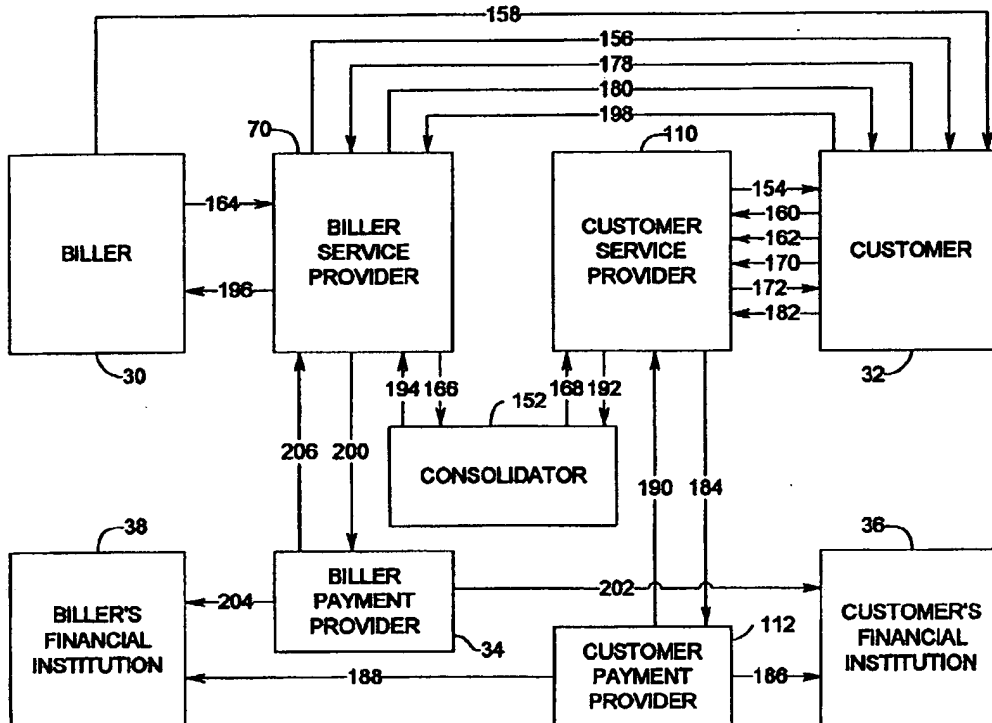 158
156
178
180
198
70
110
BILLER
164
196
30
BILLER
SERVICE
PROVIDER
CUSTOMER
SERVICE
PROVIDER
154
160
162
170
172
182
CUSTOMER
32
194
166
168
192
152
206
200
CONSOLIDATOR
190
184
38
36
BILLER'S
FINANCIAL
INSTITUTION
204
BILLER
PAYMENT
PROVIDER
34
202
112
CUSTOMER
PAYMENT
PROVIDER
188
186
CUSTOMER'S
FINANCIAL
INSTITUTION